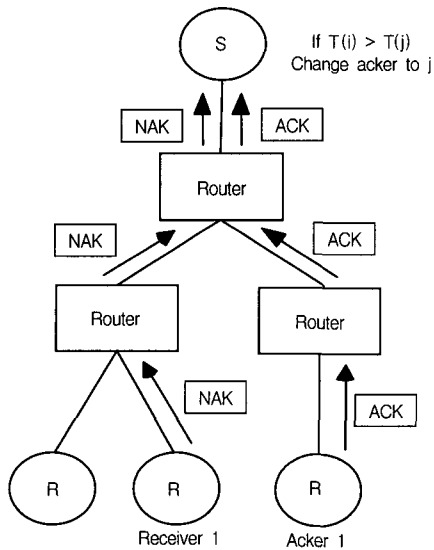 S
If T(i) > T(j)
Change acker to j
NAK
ACK
Router
NAK
ACK
Router
Router
NAK
ACK
R
R
R
Receiver 1
Acker 1